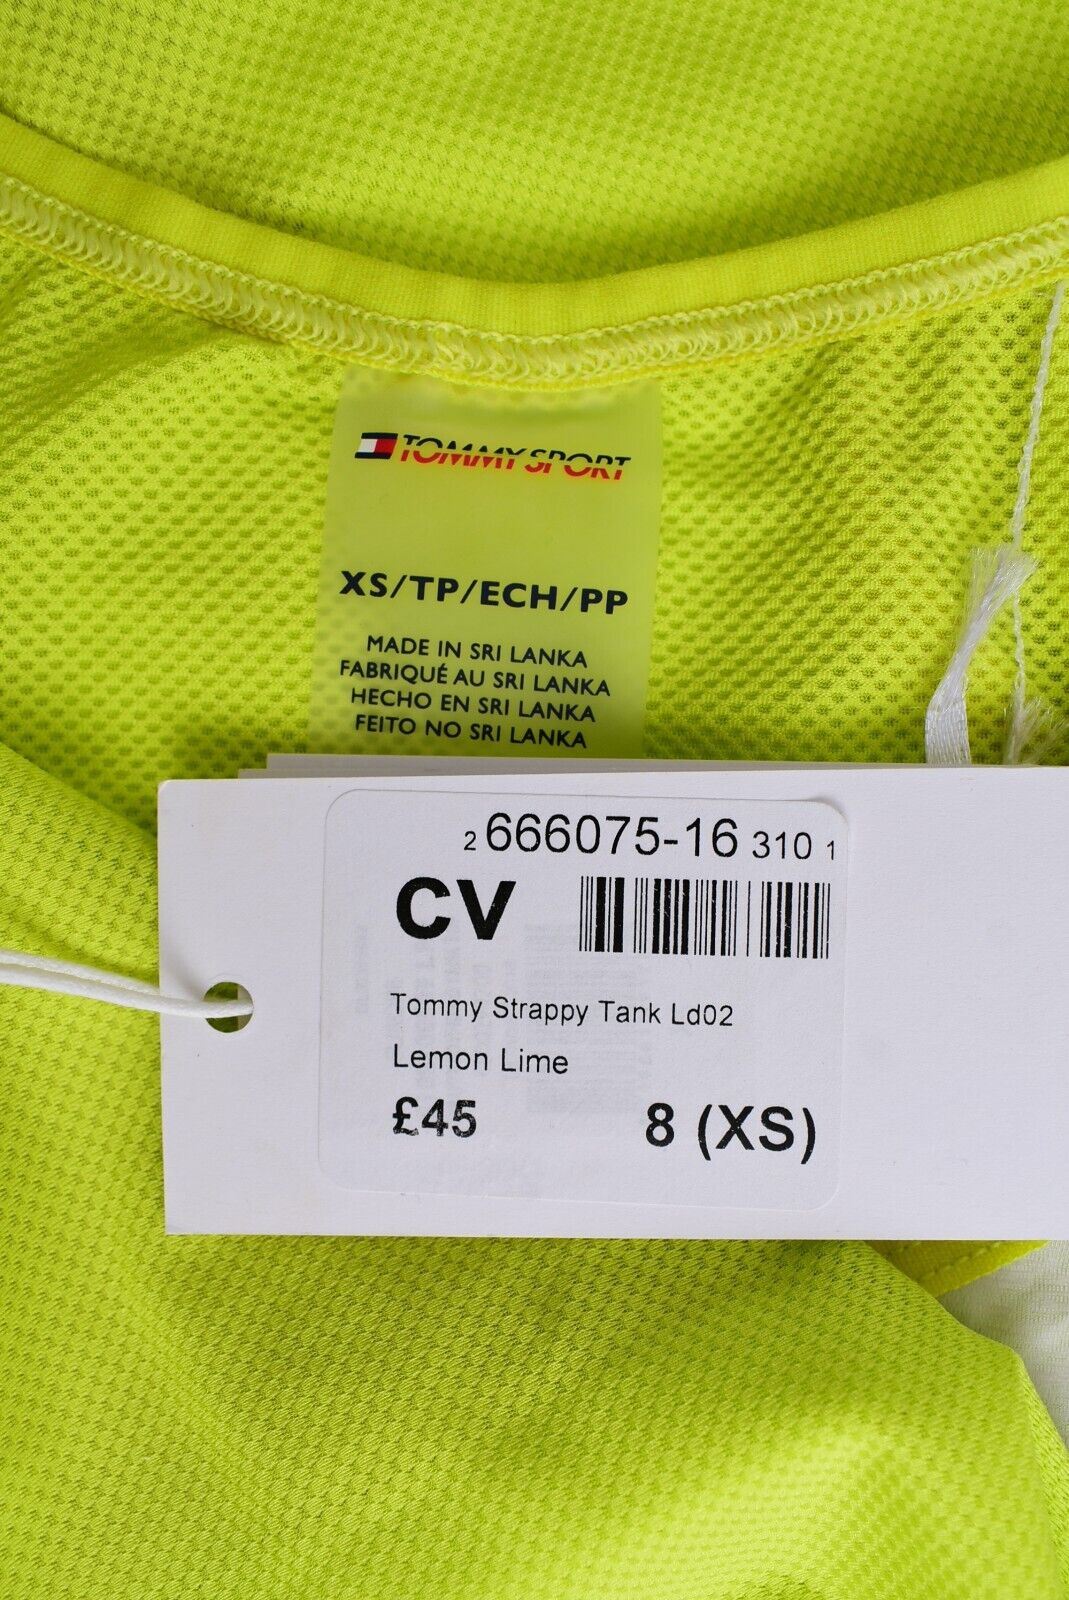 TOMMY SPORT
XS/TP/ECH/PP
MADE IN SRI LANKA
FABRIQUÉ AU SRI LANKA
HECHO EN SRI LANKA
FEITO NO SRI LANKA
2 666075-16 310 1
CV
Tommy Strappy Tank Ld02
Lemon Lime
£45 8 (XS)